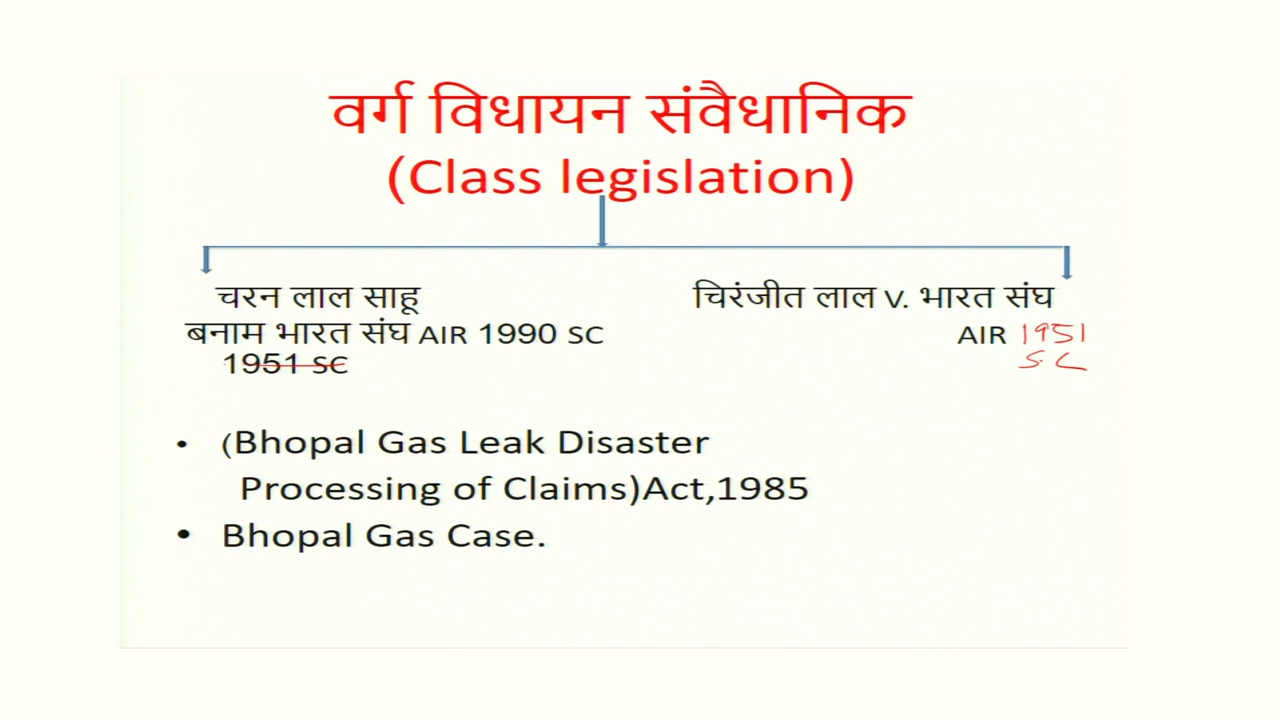 वर्ग विधायन संवैधानिक
(Class legislation)
चरन लाल साहू
बनाम भारत संघ AIR 1990 SC
1951 SC
चिरंजीत लाल v. भारत संघ
AIR 1951
S.C
• (Bhopal Gas Leak Disaster
Processing of Claims)Act,1985
• Bhopal Gas Case.